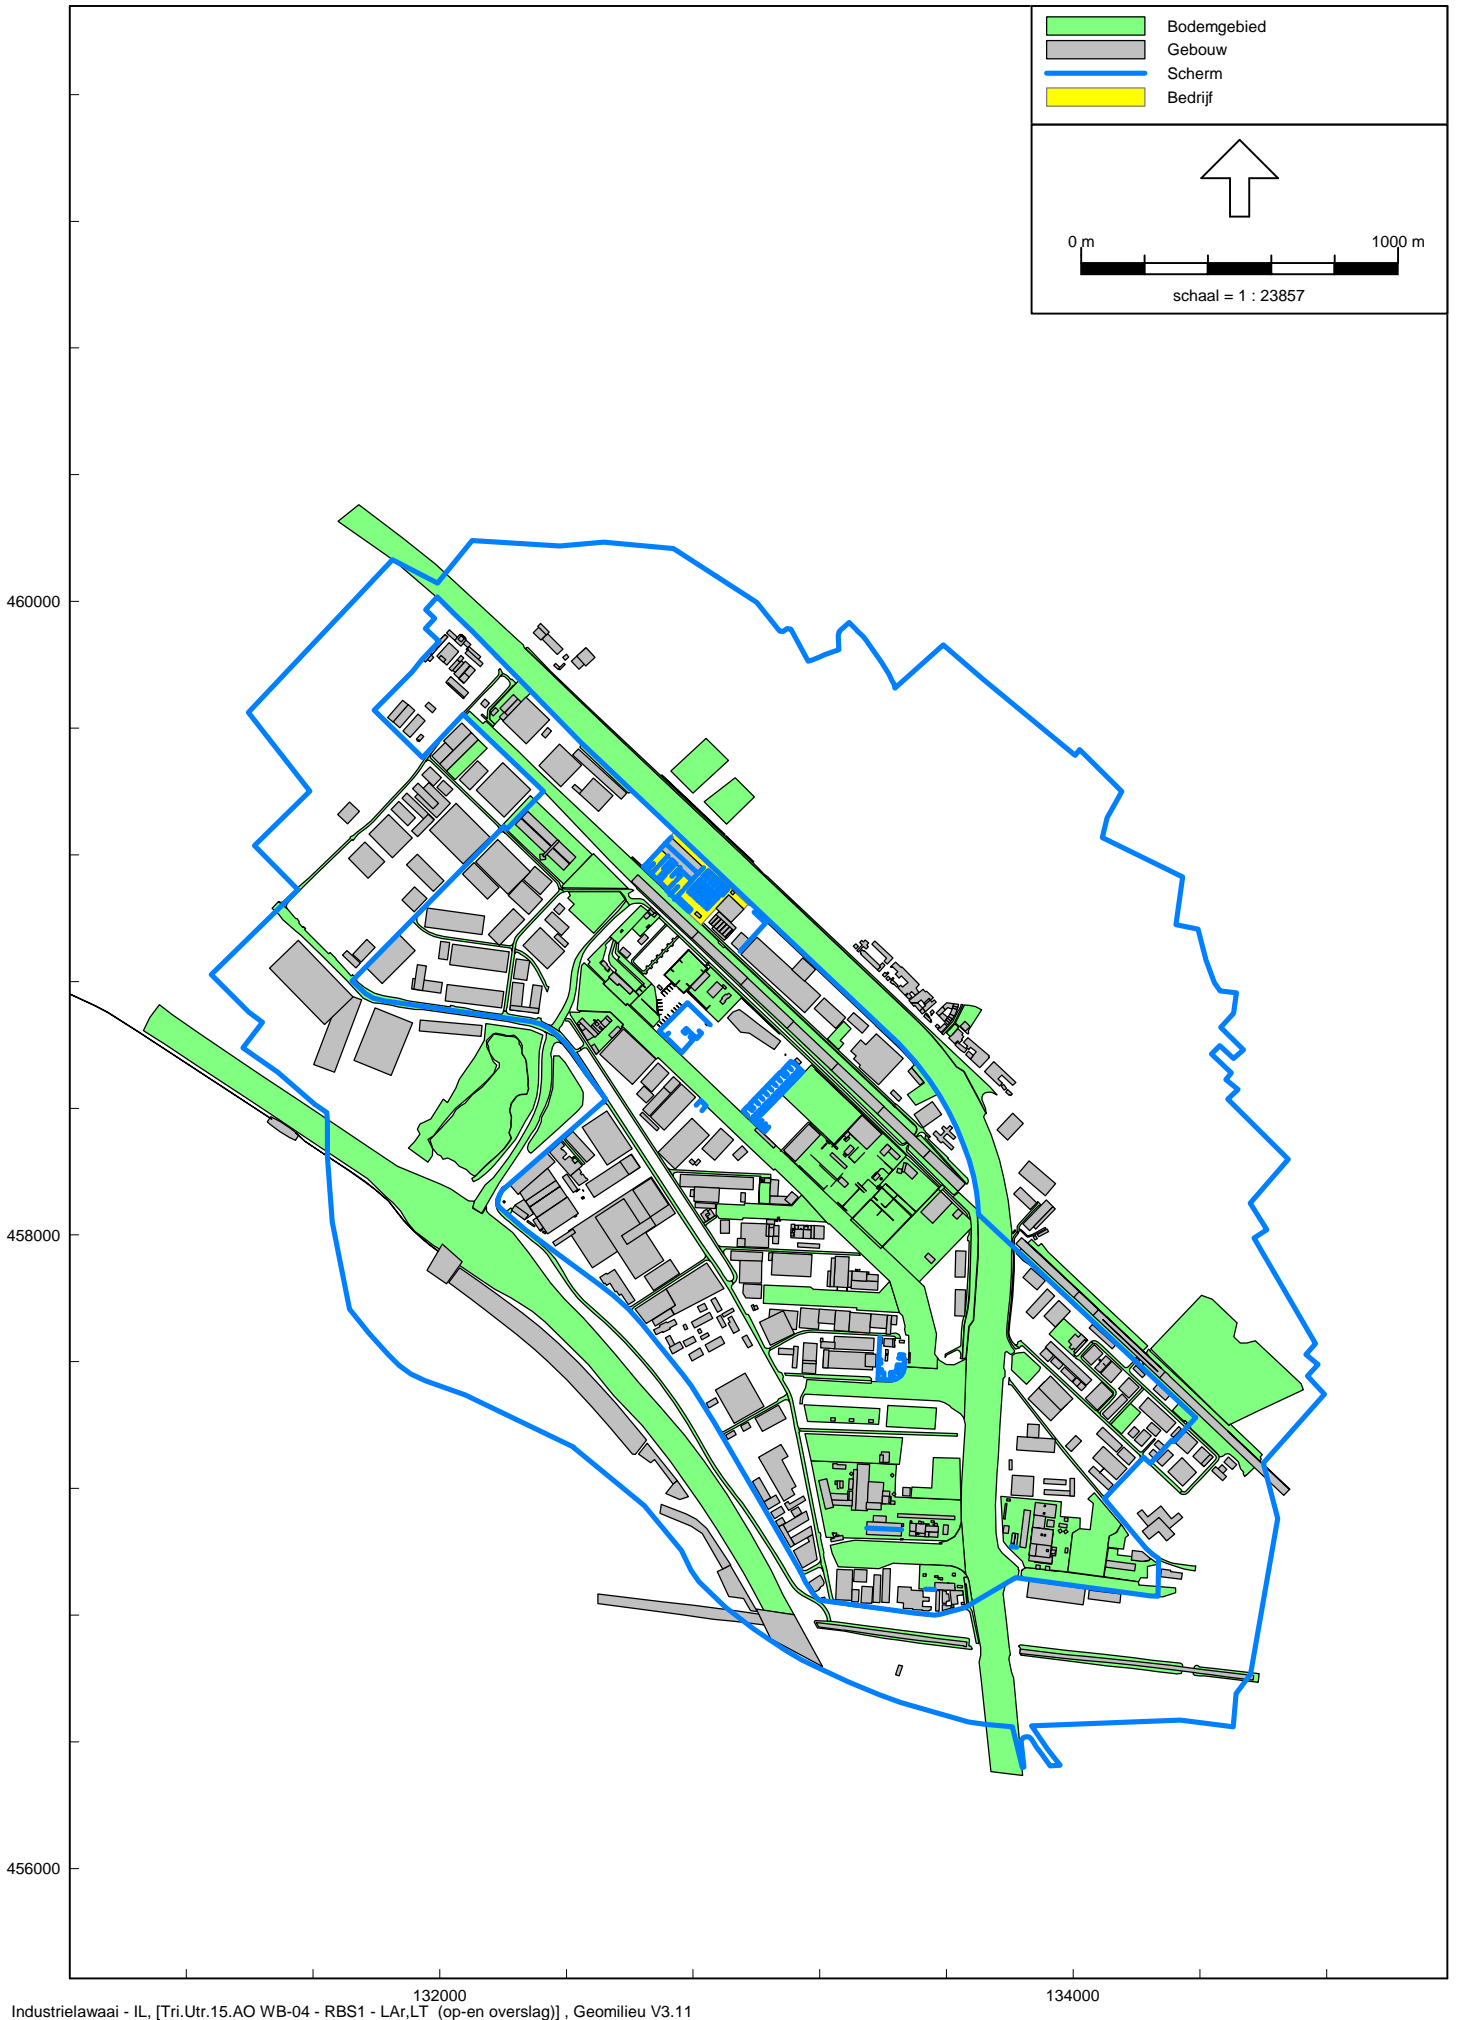 Bodemgebied
Gebouw
Scherm
Bedrijf
0 m 1000 m
schaal = 1 : 23857
460000
458000
456000
132000 134000
Industrielawaai - IL, [Tri.Utr.15.AO WB-04 - RBS1 - LAr,LT (op-en overslag)] , Geomilieu V3.11